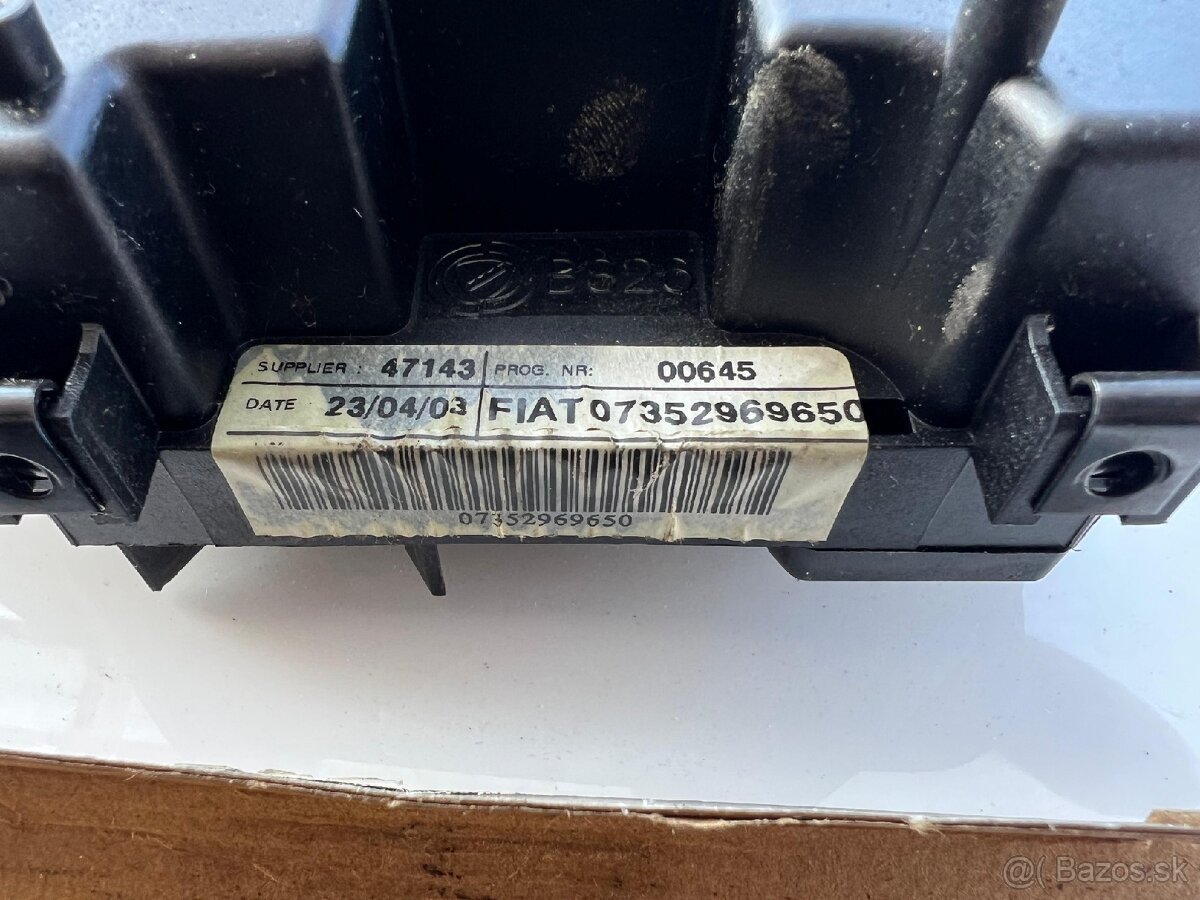 SUPPLIER : 47143 PROG. NR: 00645
DATE 23/04/03 FIAT 07352969650
07352969650
@( Bazos.sk